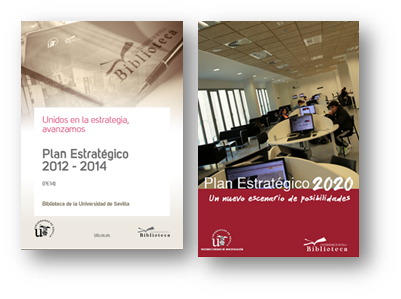 Biblioteca
Unidos en la estrategia,
avanzamos
Plan Estratégico
2012 - 2014
Biblioteca de la Universidad de Sevilla
Biblioteca
Plan Estratégico 2020
Un nuevo escenario de posibilidades
Biblioteca